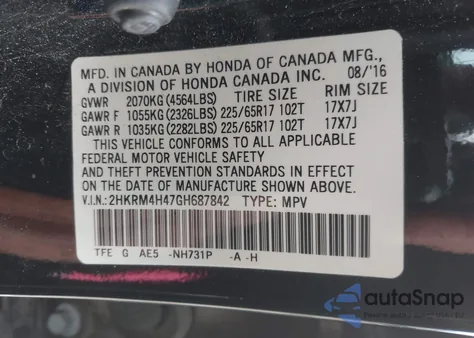 MFD. IN CANADA BY HONDA OF CANADA MFG.,
A DIVISION OF HONDA CANADA INC. 08/'16
GVWR 2070KG(4564LBS) TIRE SIZE RIM SIZE
GAWR F 1055KG(2326LBS) 225/65R17 102T 17X7J
GAWR R 1035KG(2282LBS) 225/65R17 102T 17X7J
THIS VEHICLE CONFORMS TO ALL APPLICABLE
FEDERAL MOTOR VEHICLE SAFETY
AND THEFT PREVENTION STANDARDS IN EFFECT ON
THE DATE OF MANUFACTURE SHOWN ABOVE.
V.I.N.:2HKRM4H47GH687842 TYPE: MPV
TFE G AE5 -NH731P -A -H
autaSnap